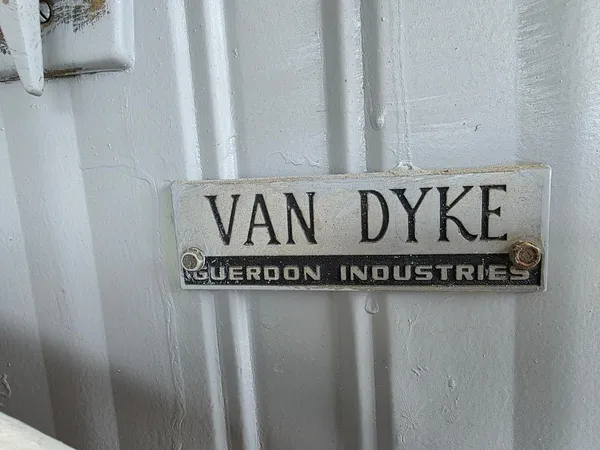 VAN DYKE
GUERDON INDUSTRIES